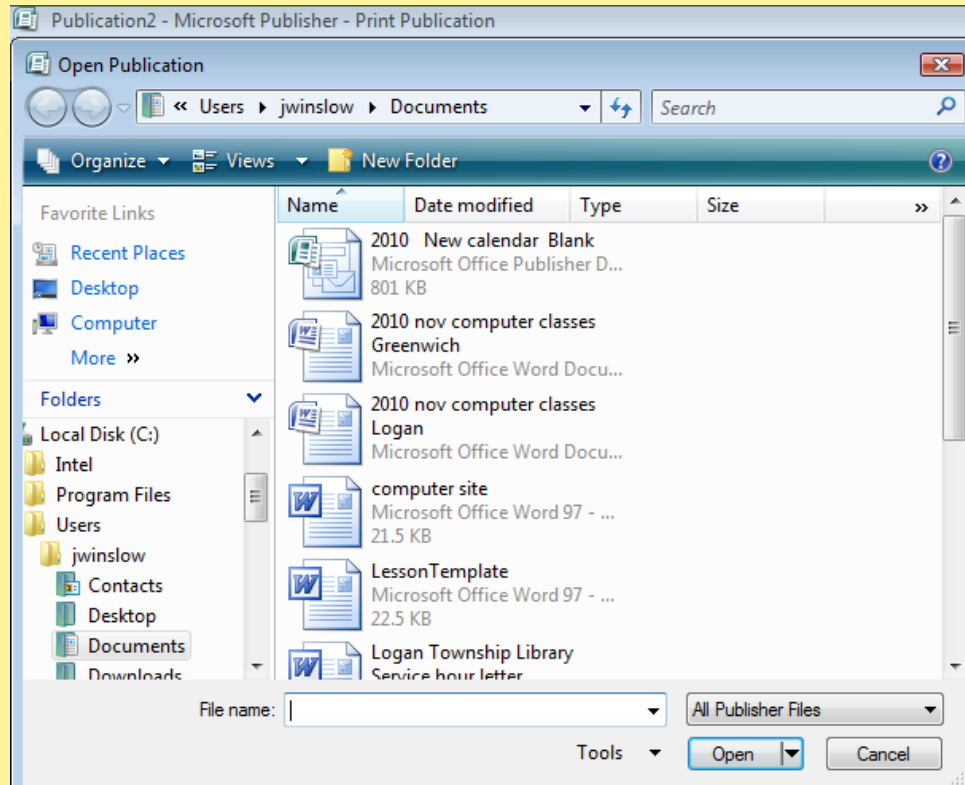 Publication2 - Microsoft Publisher - Print Publication
Open Publication
« Users jwinslow Documents
Search
Organize Views New Folder
Favorite Links
Recent Places
Desktop
Computer
More »
Folders
Local Disk (C:)
Intel
Program Files
Users
jwinslow
Contacts
Desktop
Documents
Downloads
Name Date modified Type Size »
2010 New calendar Blank
Microsoft Office Publisher D...
801 KB
2010 nov computer classes
Greenwich
Microsoft Office Word Docu...
2010 nov computer classes
Logan
Microsoft Office Word Docu...
computer site
Microsoft Office Word 97 - ...
21.5 KB
LessonTemplate
Microsoft Office Word 97 - ...
22.5 KB
Logan Township Library
Service hour letter
File name:
All Publisher Files
Tools Open Cancel